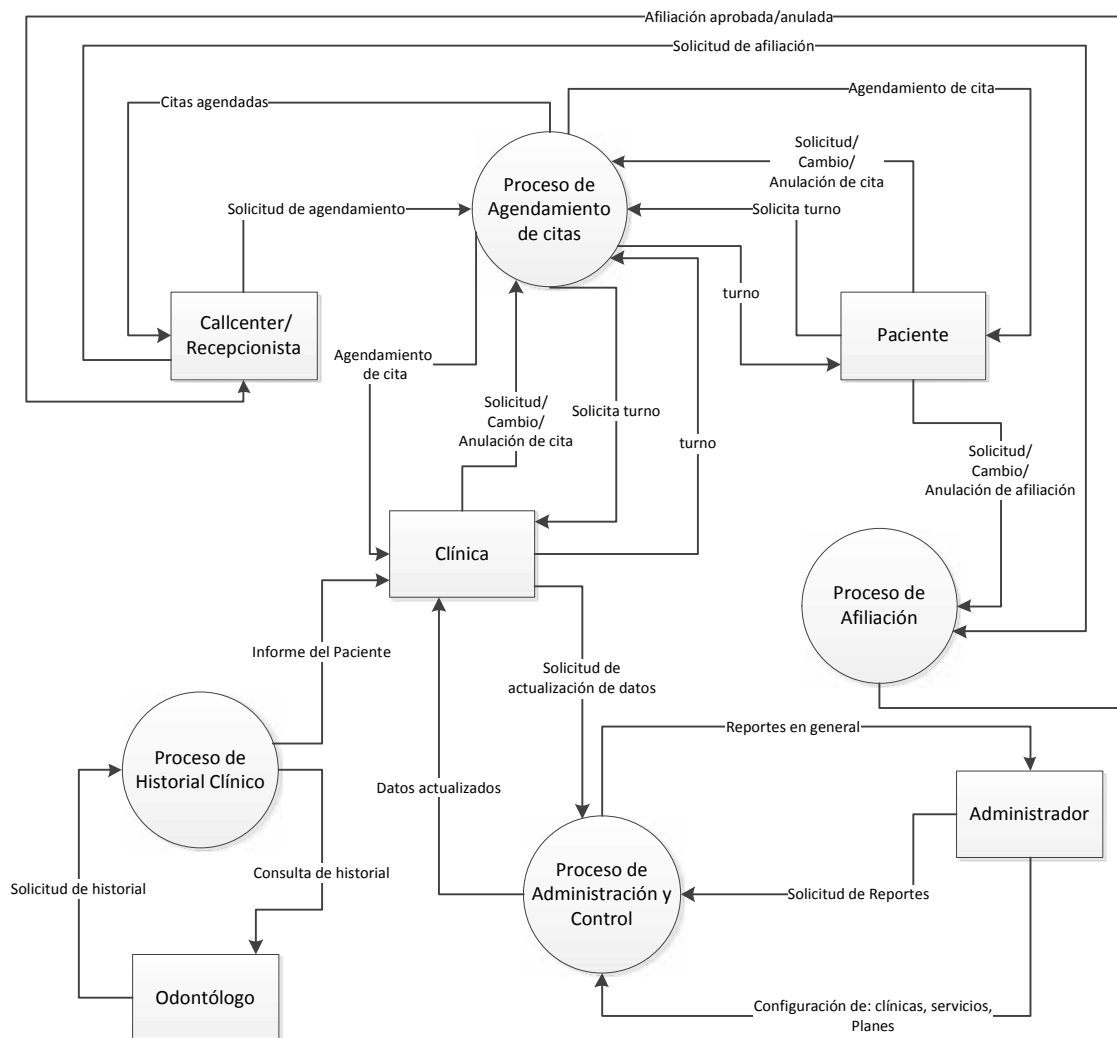 Afiliación aprobada/anulada
Solicitud de afiliación
Citas agendadas
Agendamiento de cita
Solicitud/
Cambio/
Anulación de cita
Proceso de
Agendamiento
de citas
Solicitud de agendamiento
Solicita turno
turno
Callcenter/
Recepcionista
Paciente
Agendamiento
de cita
Solicitud/
Cambio/
Anulación de cita
Solicita turno
turno
Solicitud/
Cambio/
Anulación de afiliación
Clínica
Proceso de
Afiliación
Informe del Paciente
Solicitud de
actualización de datos
Reportes en general
Proceso de
Historial Clínico
Datos actualizados
Administrador
Solicitud de historial
Consulta de historial
Proceso de
Administración y
Control
Solicitud de Reportes
Odontólogo
Configuración de: clínicas, servicios,
Planes